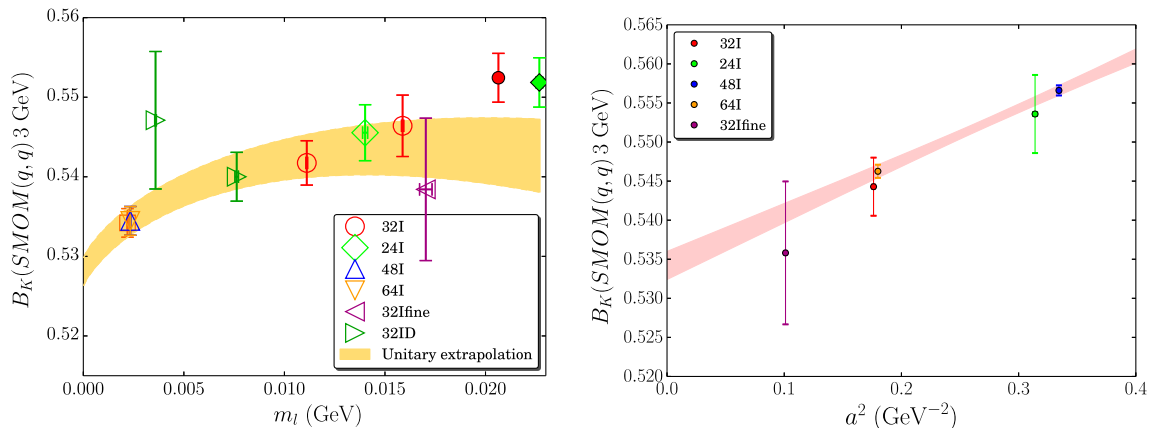 0.56
0.55
0.54
0.53
0.52
B_K(SMOM(q,q) 3 GeV)
32I
24I
48I
64I
32Ifine
32ID
Unitary extrapolation
0.000 0.005 0.010 0.015 0.020
m_l (GeV)
0.565
0.560
0.555
0.550
0.545
0.540
0.535
0.530
0.525
0.520
B_K(SMOM(q,q) 3 GeV)
32I
24I
48I
64I
32Ifine
0.0 0.1 0.2 0.3 0.4
a² (GeV⁻²)